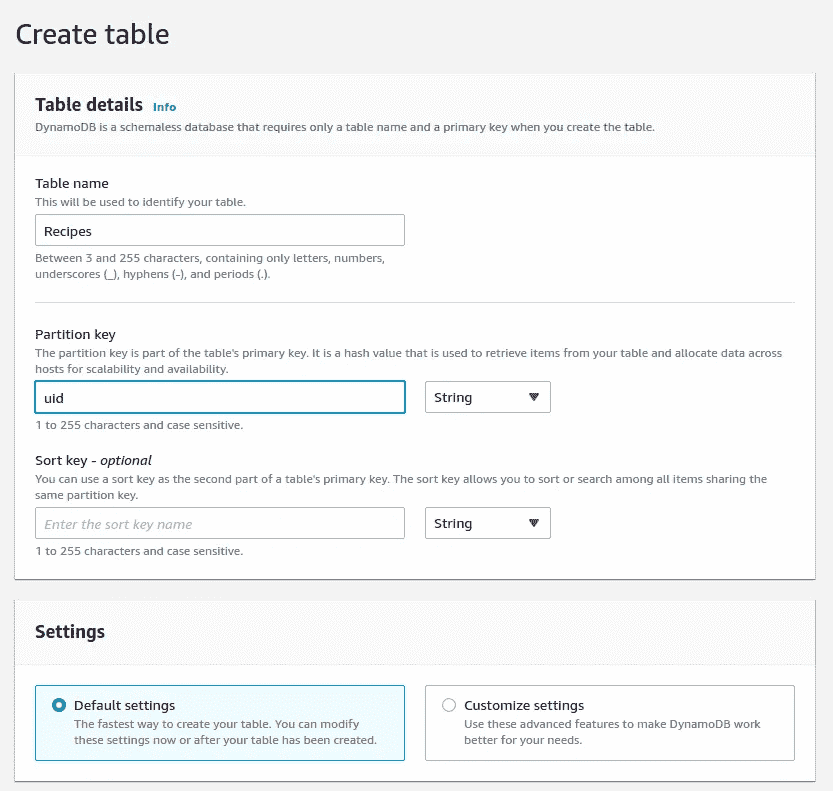 Create table
Table details Info
DynamoDB is a schemaless database that requires only a table name and a primary key when you create the table.
Table name
This will be used to identify your table.
Recipes
Between 3 and 255 characters, containing only letters, numbers,
underscores (_), hyphens (-), and periods (.).
Partition key
The partition key is part of the table's primary key. It is a hash value that is used to retrieve items from your table and allocate data across
hosts for scalability and availability.
uid String
1 to 255 characters and case sensitive.
Sort key - optional
You can use a sort key as the second part of a table's primary key. The sort key allows you to sort or search among all items sharing the
same partition key.
Enter the sort key name String
1 to 255 characters and case sensitive.
Settings
Default settings
The fastest way to create your table. You can modify
these settings now or after your table has been created.
Customize settings
Use these advanced features to make DynamoDB work
better for your needs.